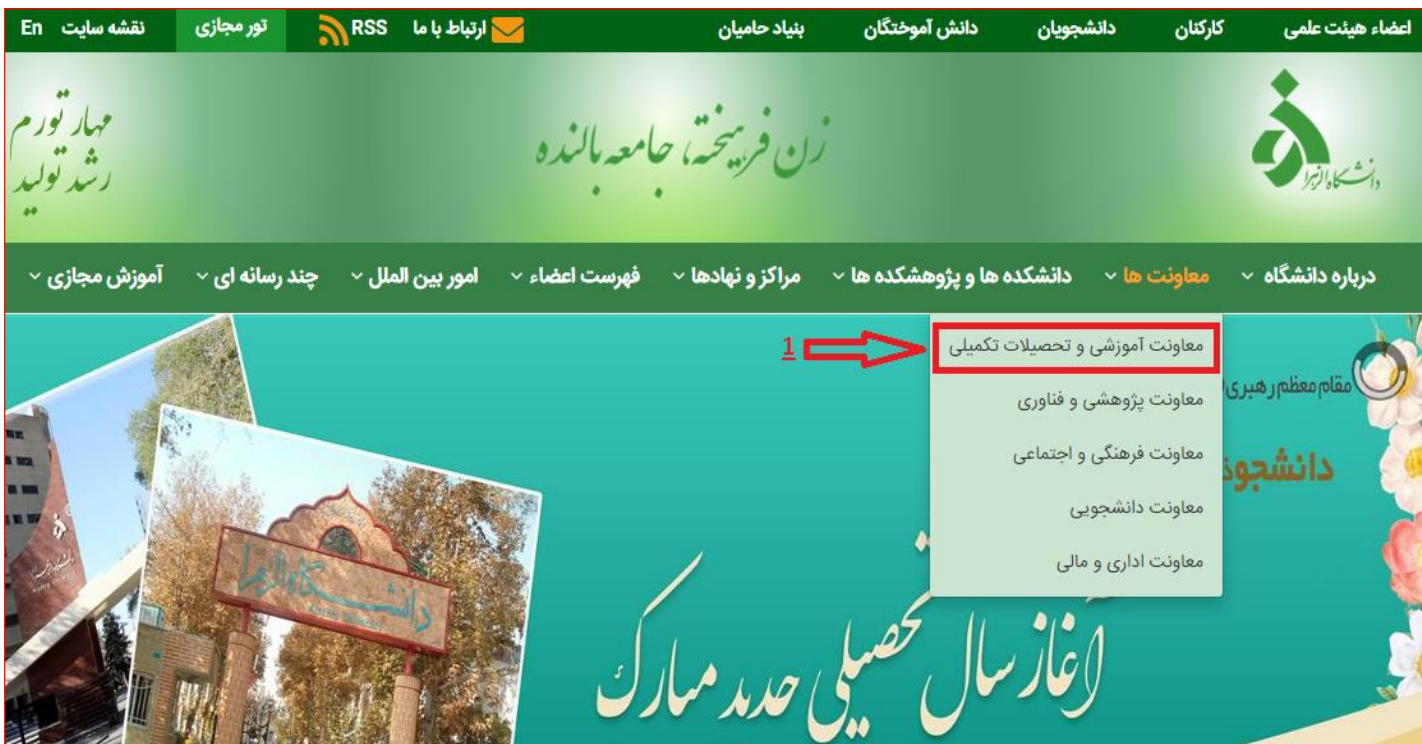 اعضاء هیئت علمی کارکنان دانشجویان دانش آموختگان بنیاد حامیان ارتباط با ما RSS تور مجازی نقشه سایت En
دانشگاه الزهرا
زن فرهیخته، جامعه بالنده
مهار تورم
رشد تولید
درباره دانشگاه معاونت ها دانشکده ها و پژوهشکده ها مراکز و نهادها فهرست اعضاء امور بین الملل چند رسانه ای آموزش مجازی
معاونت آموزشی و تحصیلات تکمیلی
1
معاونت پژوهشی و فناوری
معاونت فرهنگی و اجتماعی
معاونت دانشجویی
معاونت اداری و مالی
مقام معظم رهبری
آغاز سال تحصیلی جدید مبارک
دانشگاه الزهرا